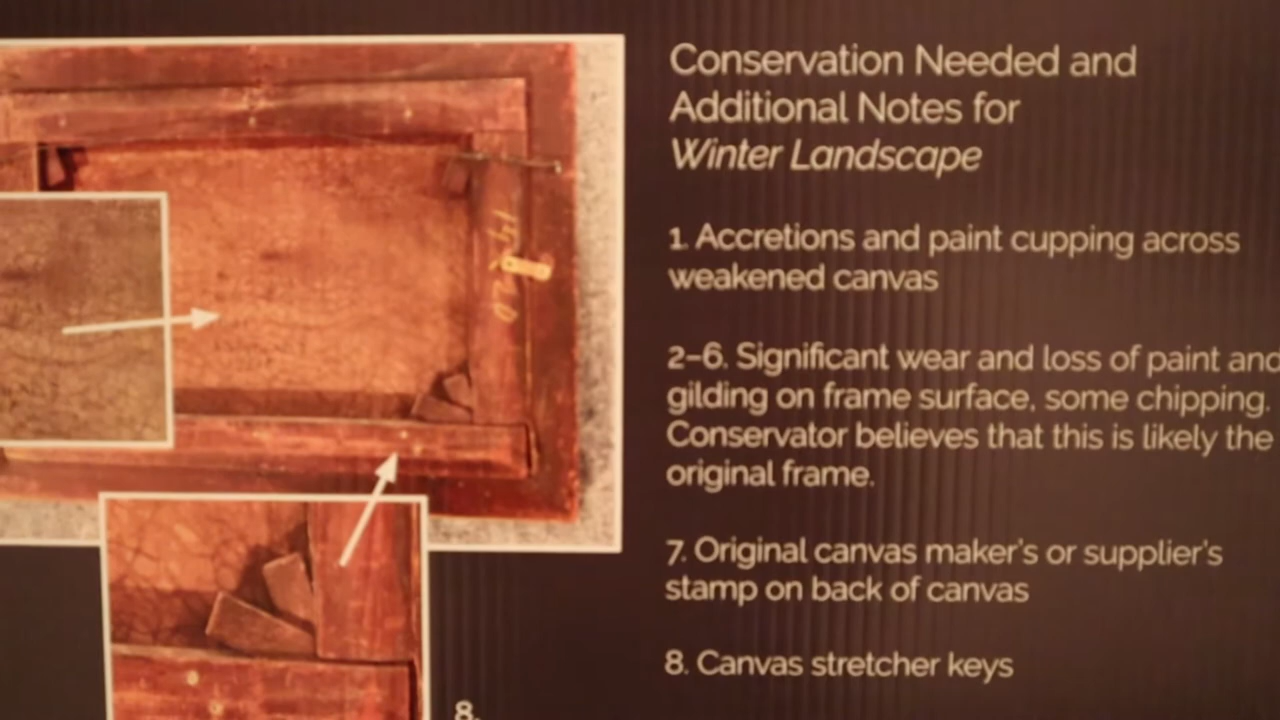 Conservation Needed and
Additional Notes for
Winter Landscape
1. Accretions and paint cupping across
weakened canvas
2–6. Significant wear and loss of paint and
gilding on frame surface, some chipping.
Conservator believes that this is likely the
original frame.
7. Original canvas maker's or supplier's
stamp on back of canvas
8. Canvas stretcher keys
8.